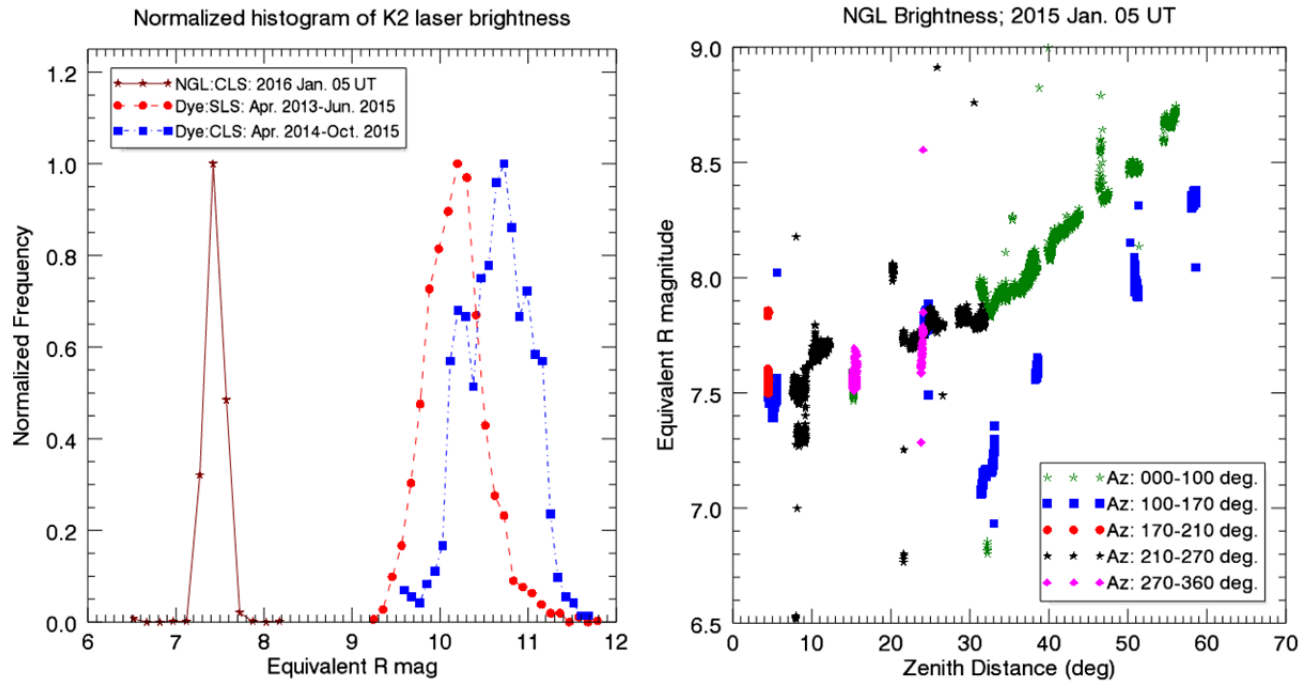 Normalized histogram of K2 laser brightness
NGL:CLS: 2016 Jan. 05 UT
Dye:SLS: Apr. 2013-Jun. 2015
Dye:CLS: Apr. 2014-Oct. 2015
Normalized Frequency
1.2
1.0
0.8
0.6
0.4
0.2
0.0
6 7 8 9 10 11 12
Equivalent R mag
NGL Brightness; 2015 Jan. 05 UT
Equivalent R magnitude
9.0
8.5
8.0
7.5
7.0
6.5
Az: 000-100 deg.
Az: 100-170 deg.
Az: 170-210 deg.
Az: 210-270 deg.
Az: 270-360 deg.
0 10 20 30 40 50 60 70
Zenith Distance (deg)